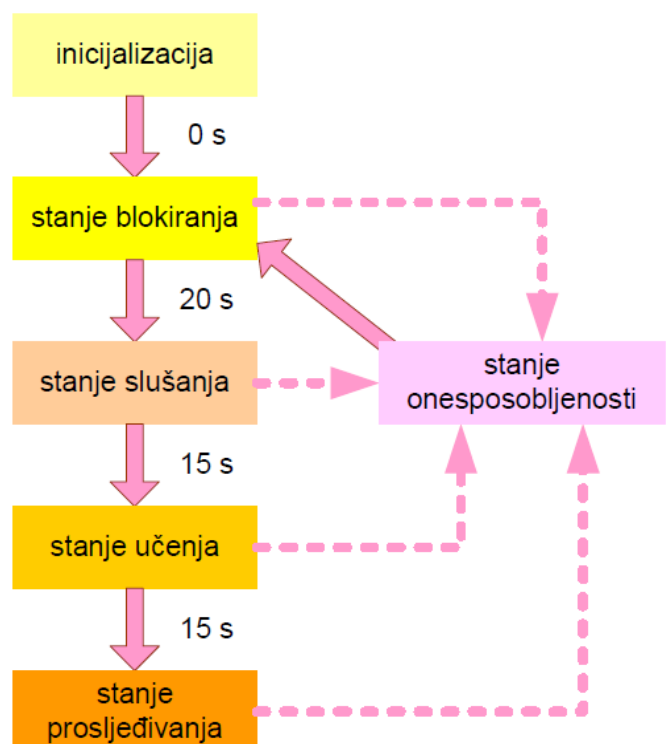 inicijalizacija
0 s
stanje blokiranja
20 s
stanje slušanja
stanje
onesposobljenosti
15 s
stanje učenja
15 s
stanje
prosljeđivanja